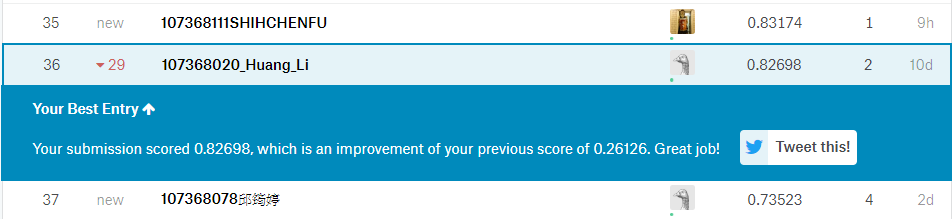 35 new 107368111SHIHCHENFU 0.83174 1 9h
36 29 107368020_Huang_Li 0.82698 2 10d
Your Best Entry
Your submission scored 0.82698, which is an improvement of your previous score of 0.26126. Great job! Tweet this!
37 new 107368078邱筠婷 0.73523 4 2d